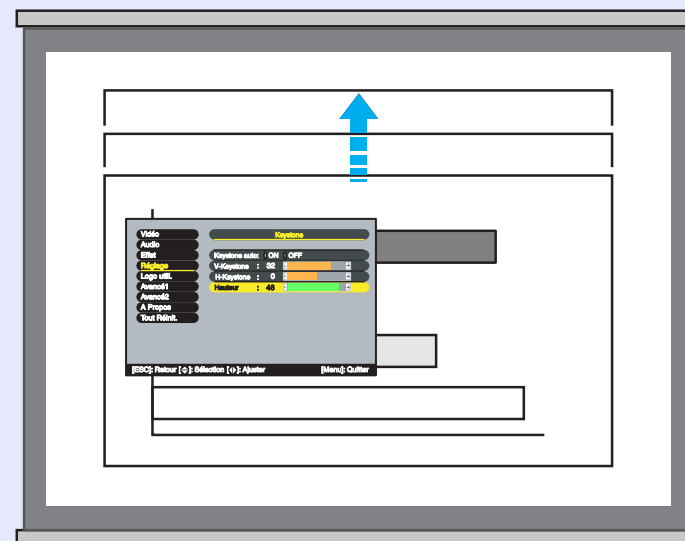 Vidéo
Audio
Effet
Réglage
Logo util.
Avancé1
Avancé2
A Propos
Tout Réinit.
Keystone
Keystone auto: ON OFF
V-Keystone : 32
H-Keystone : 0
Hauteur : 48
[ESC]: Retour [ ]: Sélection [ ]: Ajuster [Menu]: Quitter